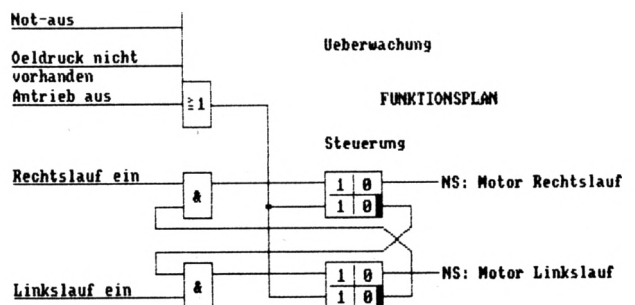 Not-aus
Ueberwachung
Oeldruck nicht
vorhanden
Antrieb aus
≧1
FUNKTIONSPLAN
Steuerung
Rechtslauf ein
&
1 0
1 0
NS: Motor Rechtslauf
Linkslauf ein
&
1 0
1 0
NS: Motor Linkslauf